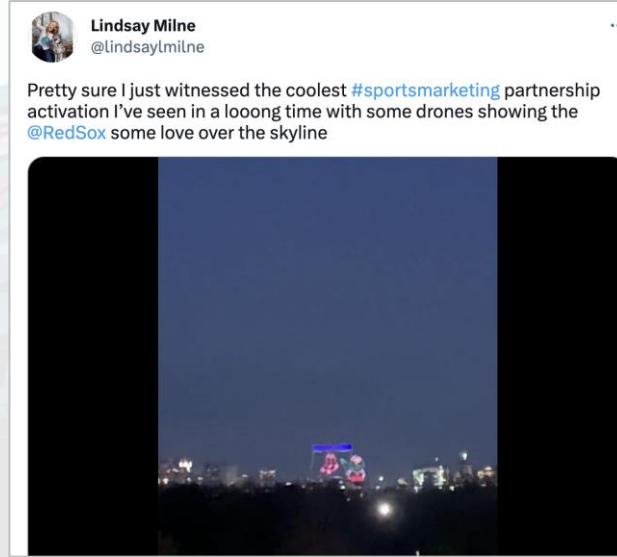 Lindsay Milne
@lindsaylmilne
Pretty sure I just witnessed the coolest #sportsmarketing partnership
activation I’ve seen in a looong time with some drones showing the
@RedSox some love over the skyline